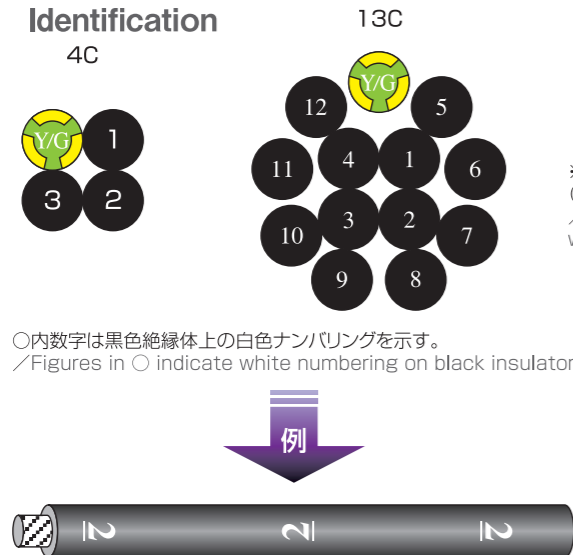 Identification
4C
13C
Y/G 1
3 2
Y/G
12 5
11 4 1 6
10 3 2 7
9 8
○内数字は黒色絶縁体上の白色ナンバリングを示す。
／Figures in ○ indicate white numbering on black insulator
例
2 2 2